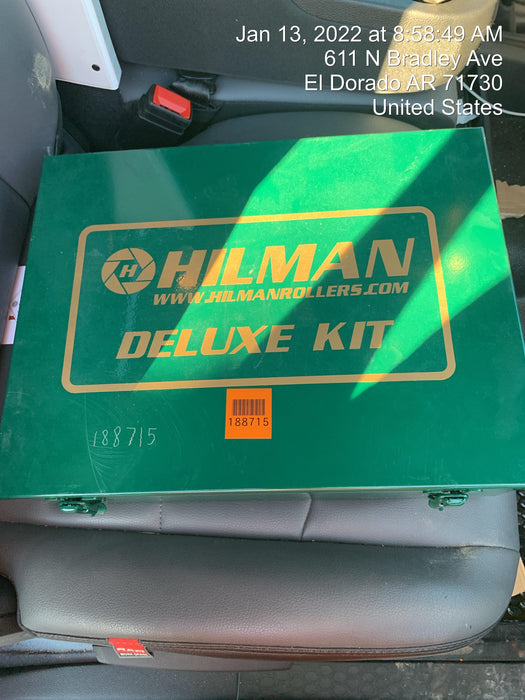 Jan 13, 2022 at 8:58:49 AM
611 N Bradley Ave
El Dorado AR 71730
United States
H HILMAN
WWW.HILMANROLLERS.COM
DELUXE KIT
188715
188715